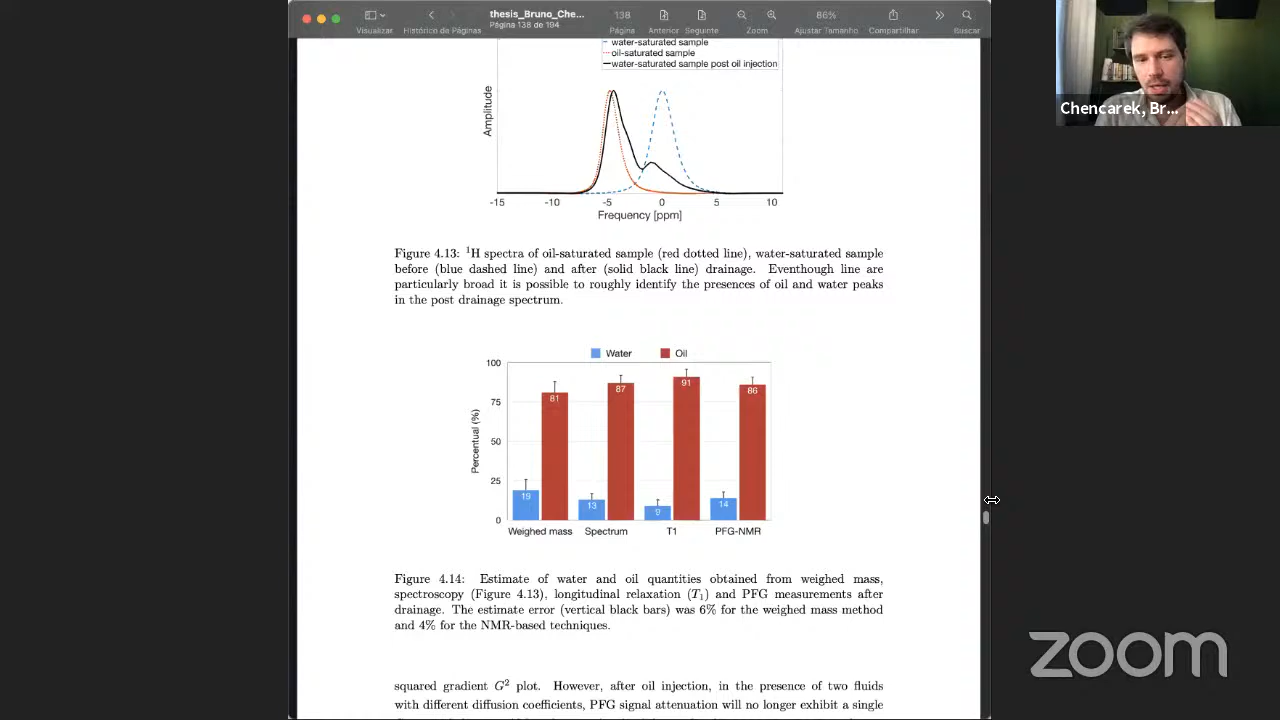 thesis_Bruno_Che...
Página 138 de 194
138
86%
Visualizar
Histórico de Páginas
Página
Anterior
Seguinte
Zoom
Ajustar Tamanho
Compartilhar
Buscar
Chencarek, Br...
water-saturated sample
oil-saturated sample
water-saturated sample post oil injection
Amplitude
-15 -10 -5 0 5 10
Frequency [ppm]
Figure 4.13: ¹H spectra of oil-saturated sample (red dotted line), water-saturated sample
before (blue dashed line) and after (solid black line) drainage. Eventhough line are
particularly broad it is possible to roughly identify the presences of oil and water peaks
in the post drainage spectrum.
Water Oil
Percentual (%)
100
75
50
25
0
19 81 13 87 9 91 14 86
Weighed mass Spectrum T1 PFG-NMR
Figure 4.14: Estimate of water and oil quantities obtained from weighed mass,
spectroscopy (Figure 4.13), longitudinal relaxation (T₁) and PFG measurements after
drainage. The estimate error (vertical black bars) was 6% for the weighed mass method
and 4% for the NMR-based techniques.
squared gradient G² plot. However, after oil injection, in the presence of two fluids
with different diffusion coefficients, PFG signal attenuation will no longer exhibit a single
zoom